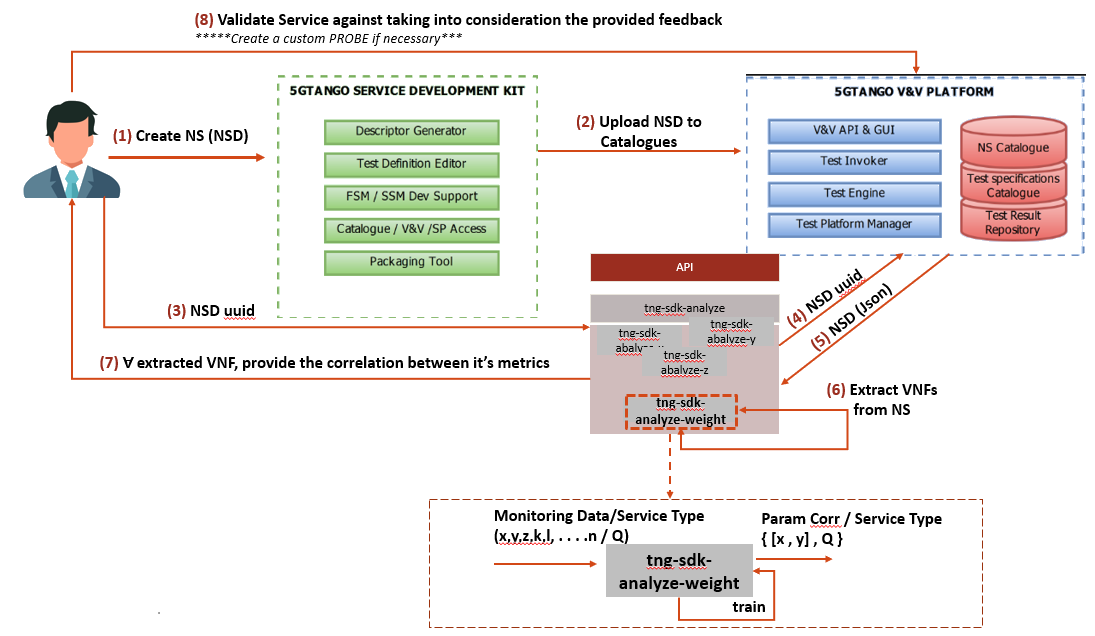 (8) Validate Service against taking into consideration the provided feedback
*****Create a custom PROBE if necessary***
(1) Create NS (NSD)
5GTANGO SERVICE DEVELOPMENT KIT
Descriptor Generator
Test Definition Editor
FSM / SSM Dev Support
Catalogue / V&V /SP Access
Packaging Tool
(2) Upload NSD to
Catalogues
5GTANGO V&V PLATFORM
V&V API & GUI
Test Invoker
Test Engine
Test Platform Manager
NS Catalogue
Test specifications
Catalogue
Test Result
Repository
(3) NSD uuid
API
tng-sdk-analyze
tng-sdk-
tng-sdk-
abalyze-y
tng-sdk-
abalyze-z
tng-sdk-
analyze-weight
(4) NSD uuid
(5) NSD (Json)
(6) Extract VNFs
from NS
(7) ∀ extracted VNF, provide the correlation between it’s metrics
Monitoring Data/Service Type
(x,y,z,k,l, . . . .n / Q)
tng-sdk-
analyze-weight
train
Param Corr / Service Type
{ [x , y] , Q }